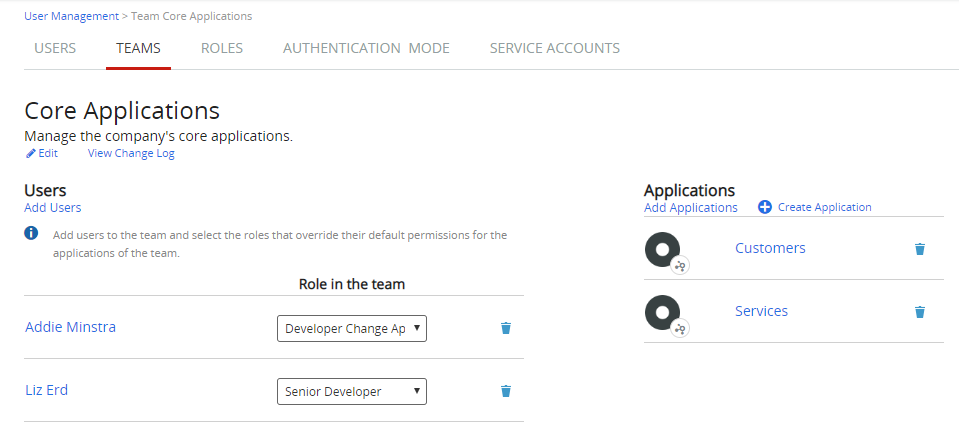 User Management > Team Core Applications
USERS TEAMS ROLES AUTHENTICATION MODE SERVICE ACCOUNTS
Core Applications
Manage the company's core applications.
Edit View Change Log
Users
Add Users
Add users to the team and select the roles that override their default permissions for the
applications of the team.
Role in the team
Addie Minstra Developer Change Ap
Liz Erd Senior Developer
Applications
Add Applications Create Application
Customers
Services